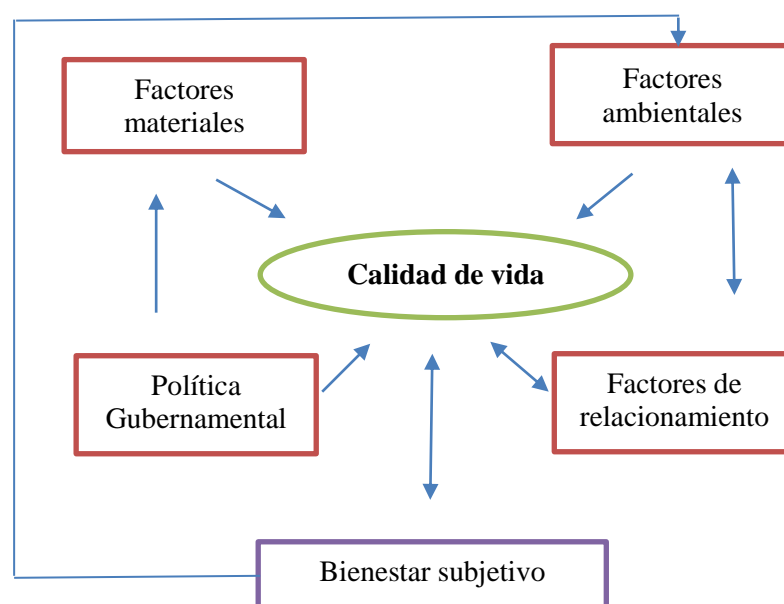 Factores
materiales
Factores
ambientales
Calidad de vida
Política
Gubernamental
Factores de
relacionamiento
Bienestar subjetivo